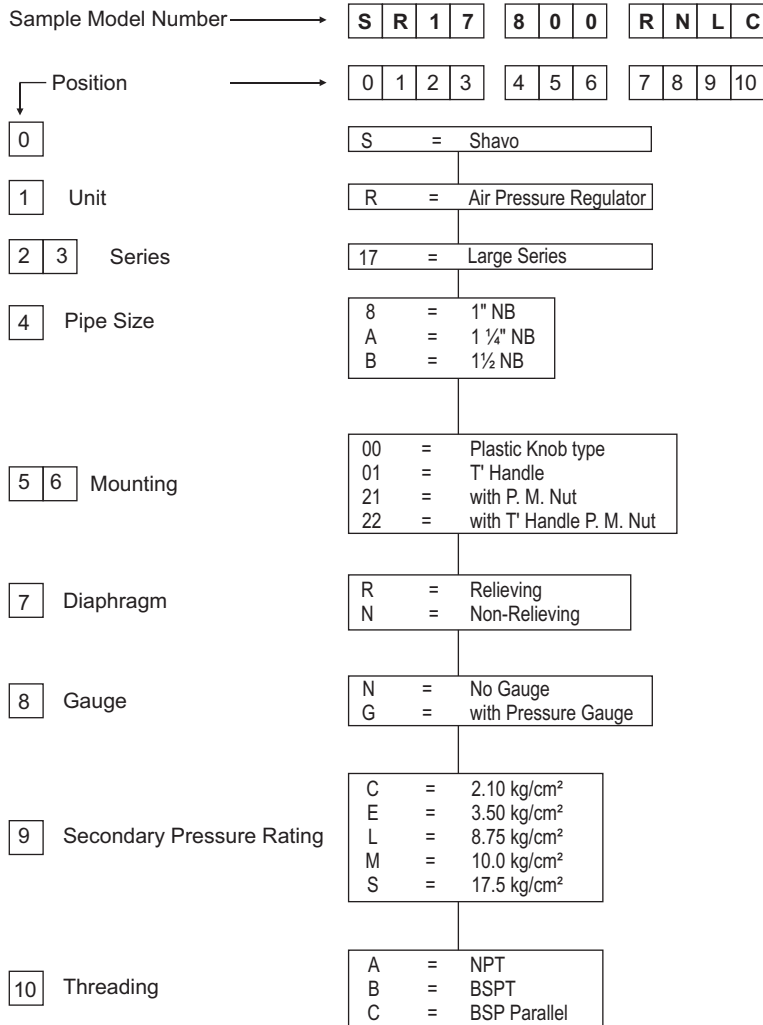 Sample Model Number S R 1 7 8 0 0 R N L C
Position 0 1 2 3 4 5 6 7 8 9 10
0 S = Shavo
1 Unit R = Air Pressure Regulator
2 3 Series 17 = Large Series
4 Pipe Size
8 = 1" NB
A = 1 ¼" NB
B = 1½ NB
5 6 Mounting
00 = Plastic Knob type
01 = T' Handle
21 = with P. M. Nut
22 = with T' Handle P. M. Nut
7 Diaphragm
R = Relieving
N = Non-Relieving
8 Gauge
N = No Gauge
G = with Pressure Gauge
9 Secondary Pressure Rating
C = 2.10 kg/cm²
E = 3.50 kg/cm²
L = 8.75 kg/cm²
M = 10.0 kg/cm²
S = 17.5 kg/cm²
10 Threading
A = NPT
B = BSPT
C = BSP Parallel